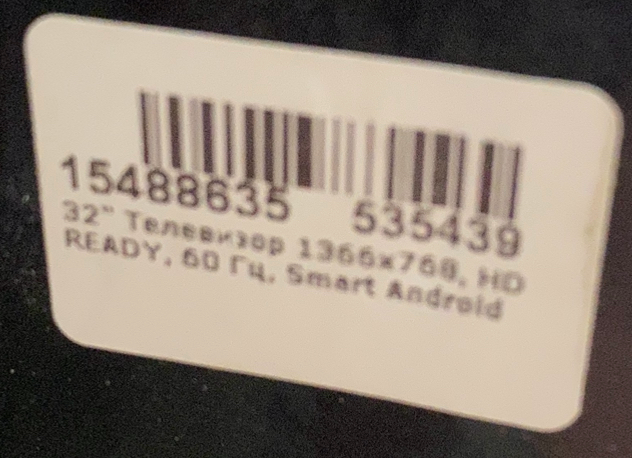 15488635 535439
32" Телевизор 1366x768, HD
READY, 60 Гц, Smart Android